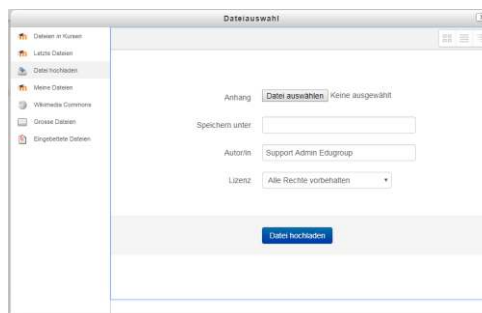 Dateiauswahl
Dateien in Kursen
Letzte Dateien
Datei hochladen
Meine Dateien
Wikimedia Commons
Grosse Dateien
Eingebettete Dateien
Anhang Datei auswählen Keine ausgewählt
Speichern unter
Autor/in Support Admin Edugroup
Lizenz Alle Rechte vorbehalten
Datei hochladen